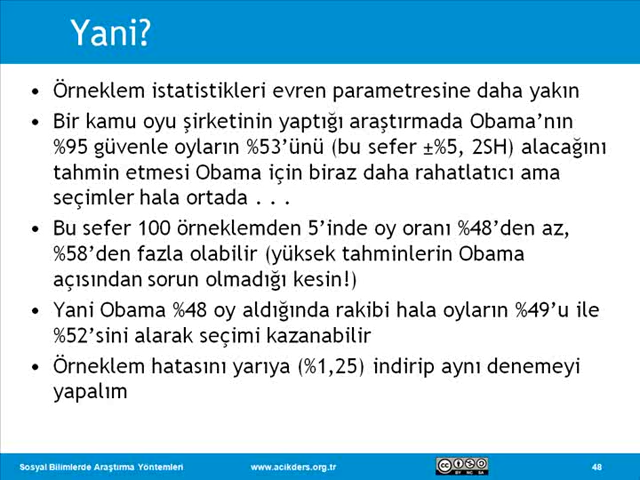 Yani?
• Örneklem istatistikleri evren parametresine daha yakın
• Bir kamu oyu şirketinin yaptığı araştırmada Obama’nın
%95 güvenle oyların %53’ünü (bu sefer ±%5, 2SH) alacağını
tahmin etmesi Obama için biraz daha rahatlatıcı ama
seçimler hala ortada . . .
• Bu sefer 100 örneklemden 5’inde oy oranı %48’den az,
%58’den fazla olabilir (yüksek tahminlerin Obama
açısından sorun olmadığı kesin!)
• Yani Obama %48 oy aldığında rakibi hala oyların %49’u ile
%52’sini alarak seçimi kazanabilir
• Örneklem hatasını yarıya (%1,25) indirip aynı denemeyi
yapalım
Sosyal Bilimlerde Araştırma Yöntemleri www.acikders.org.tr 48
cc
BY NC SA